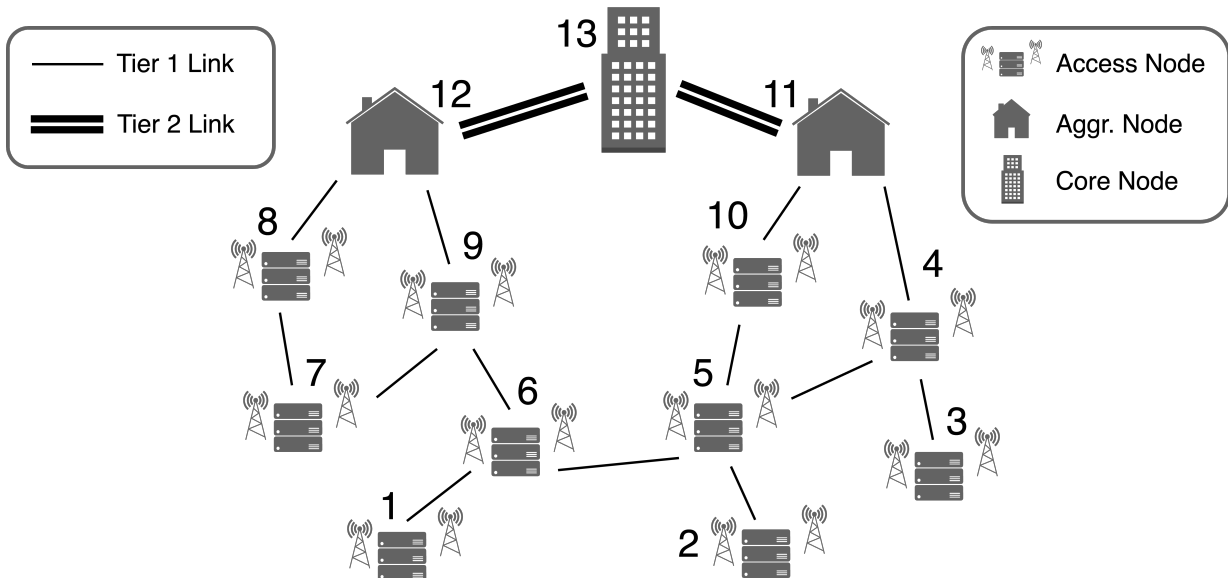 Tier 1 Link
Tier 2 Link
13
12
11
Access Node
Aggr. Node
Core Node
8
9
10
4
7
6
5
3
1
2